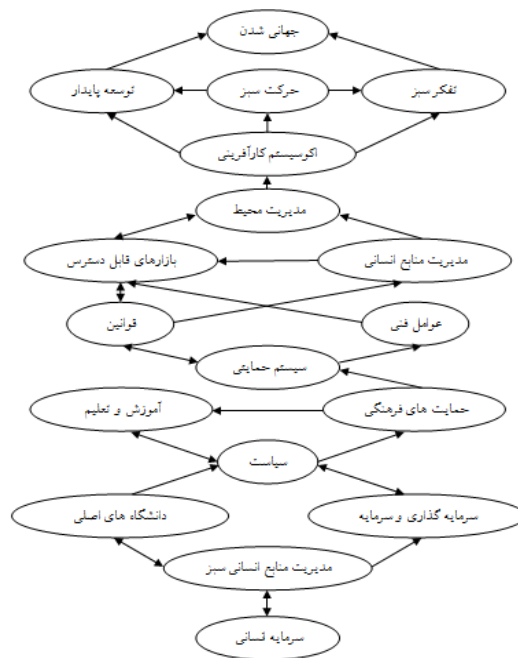 جهانی شدن
تفکر سبز
حرکت سبز
توسعه پایدار
اکوسیستم کارآفرینی
مدیریت محیط
مدیریت منابع انسانی
بازارهای قابل دسترس
عوامل فنی
قوانین
سیستم حمایتی
حمایت های فرهنگی
آموزش و تعلیم
سیاست
سرمایه گذاری و سرمایه
دانشگاه های اصلی
مدیریت منابع انسانی سبز
سرمایه نسانی